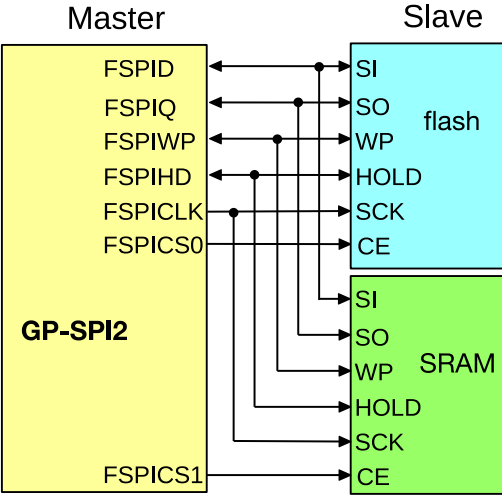 Master
Slave
FSPID
FSPIQ
FSPIWP
FSPIHD
FSPICLK
FSPICS0
GP-SPI2
FSPICS1
SI
SO
WP
HOLD
SCK
CE
flash
SI
SO
WP
HOLD
SCK
CE
SRAM